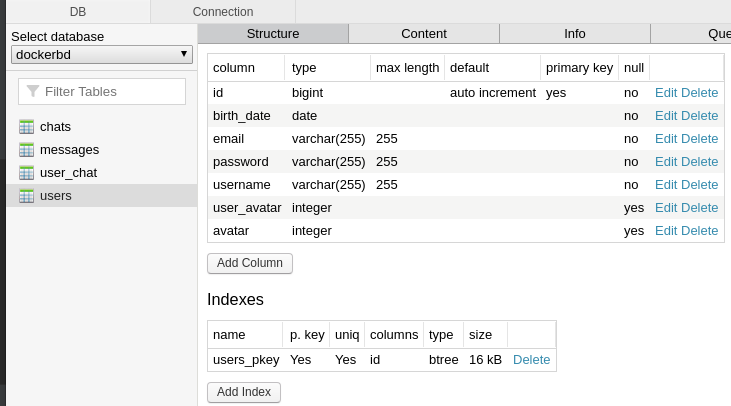 DB Connection
Select database
dockerbd
Filter Tables
chats
messages
user_chat
users
Structure Content Info Que
column type max length default primary key null
id bigint auto increment yes no Edit Delete
birth_date date no Edit Delete
email varchar(255) 255 no Edit Delete
password varchar(255) 255 no Edit Delete
username varchar(255) 255 no Edit Delete
user_avatar integer yes Edit Delete
avatar integer yes Edit Delete
Add Column
Indexes
name p. key uniq columns type size
users_pkey Yes Yes id btree 16 kB Delete
Add Index